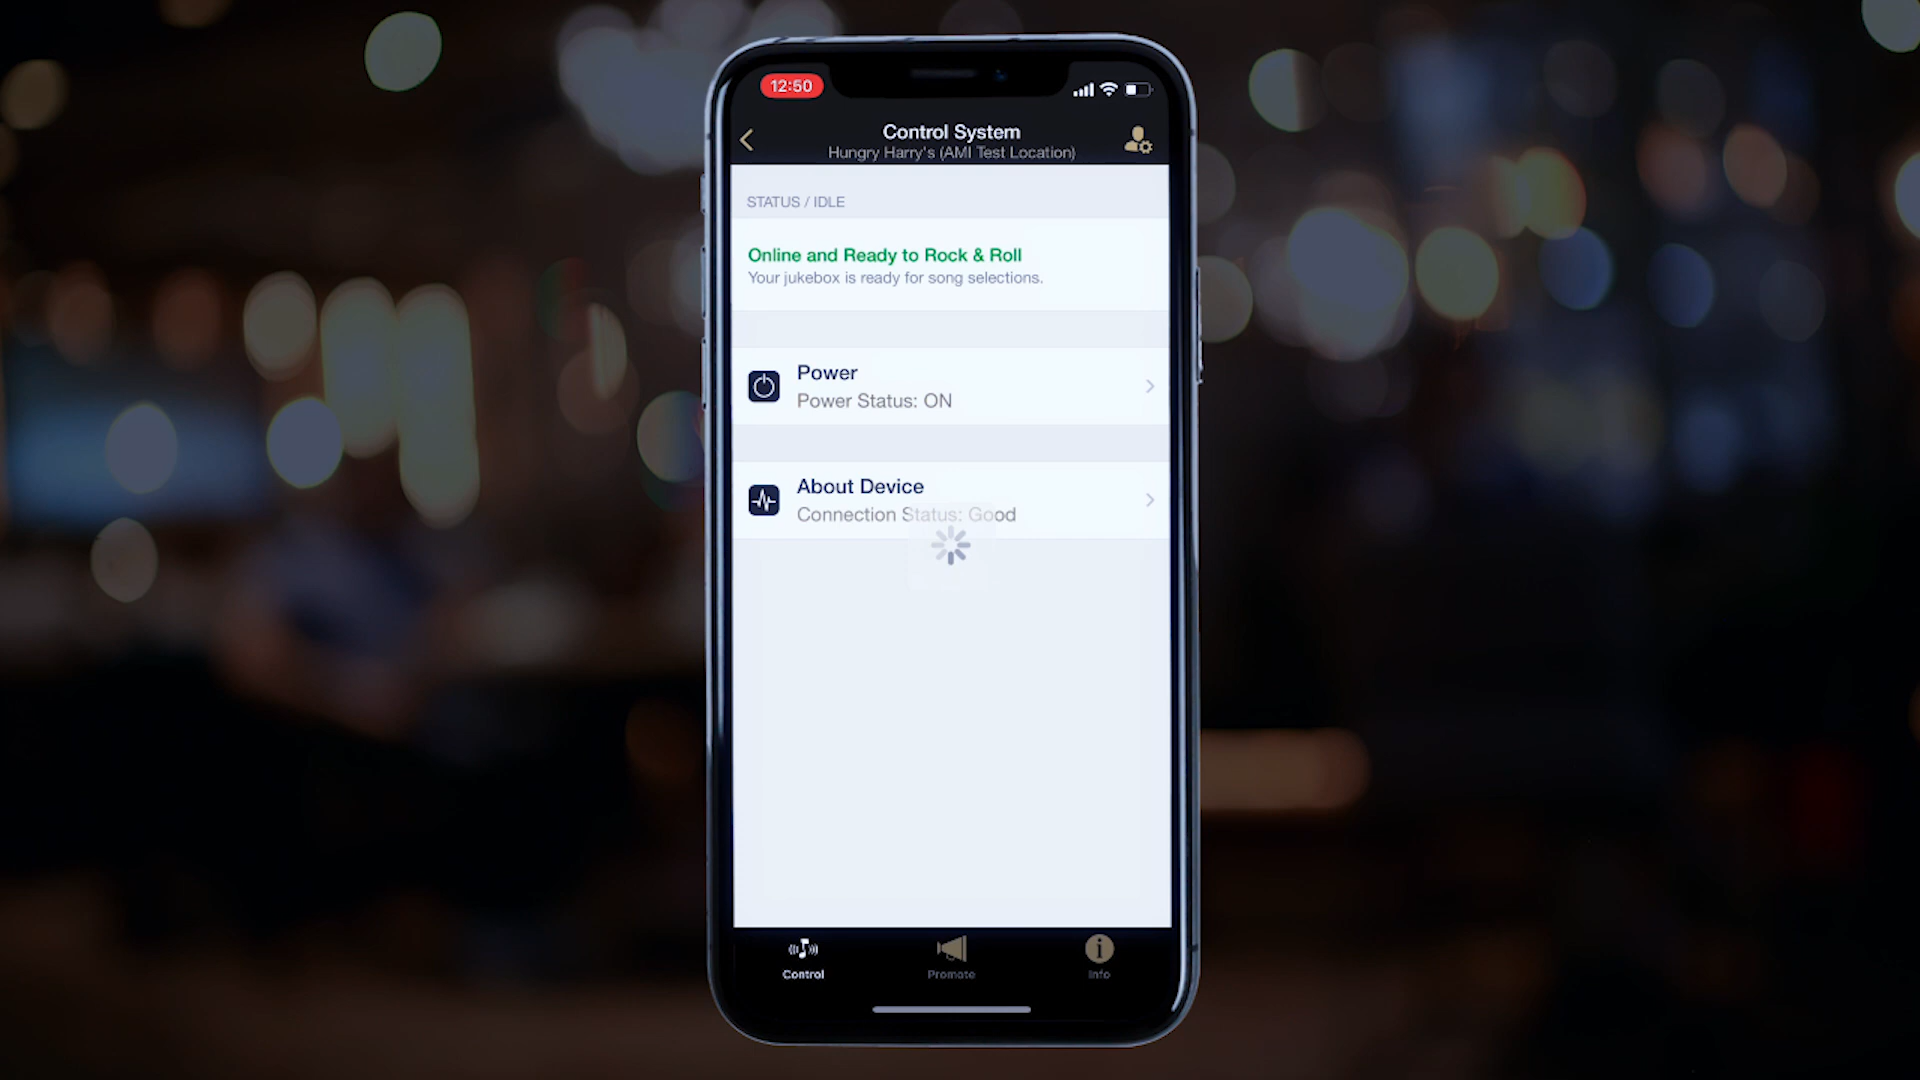 12:50
Control System
Hungry Harry's (AMI Test Location)
STATUS / IDLE
Online and Ready to Rock & Roll
Your jukebox is ready for song selections.
Power
Power Status: ON
About Device
Connection Status: Good
Control
Promote
Info